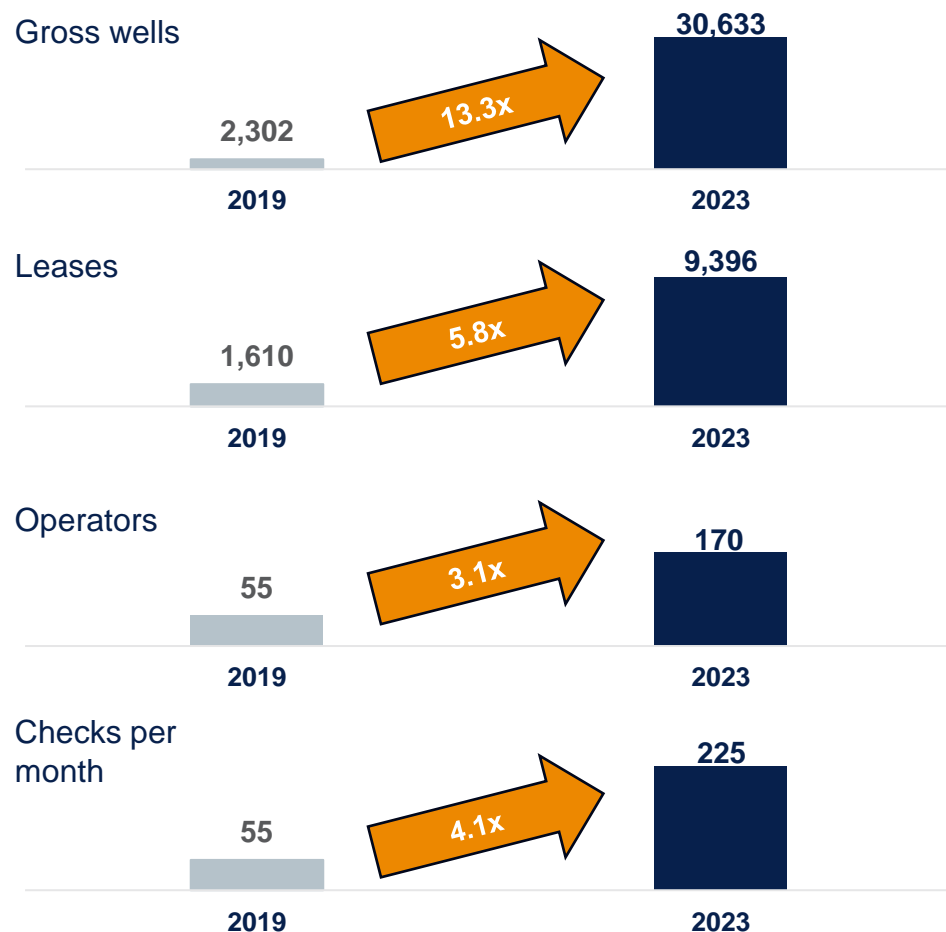 Gross wells
30,633
13.3x
2,302
2019
2023
Leases
9,396
5.8x
1,610
2019
2023
Operators
170
3.1x
55
2019
2023
Checks per
month
225
4.1x
55
2019
2023